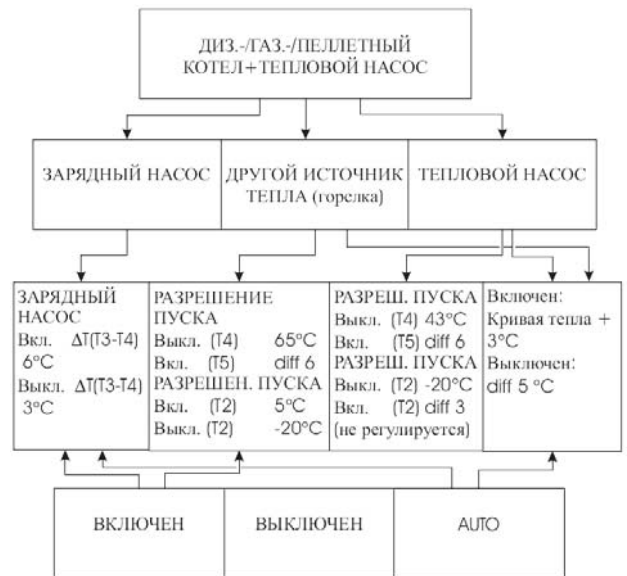 ДИЗ.-/ГАЗ.-/ПЕЛЛЕТНЫЙ
КОТЕЛ+ТЕПЛОВОЙ НАСОС
ЗАРЯДНЫЙ НАСОС
ДРУГОЙ ИСТОЧНИК
ТЕПЛА (горелка)
ТЕПЛОВОЙ НАСОС
ЗАРЯДНЫЙ
НАСОС
Вкл. ΔT(T3-T4)
6°C
Выкл. ΔT(T3-T4)
3°C
РАЗРЕШЕНИЕ
ПУСКА
Выкл. (T4) 65°C
Вкл. (T5) diff 6
РАЗРЕШЕН. ПУСКА
Вкл. (T2) 5°C
Выкл. (T2) -20°C
РАЗРЕШ. ПУСКА
Выкл. (T4) 43°C
Вкл. (T5) diff 6
РАЗРЕШ. ПУСКА
Выкл. (T2) -20°C
Вкл. (T2) diff 3
(не регулируется)
Включен:
Кривая тепла +
3°C
Выключен:
diff 5 °C
ВКЛЮЧЕН
ВЫКЛЮЧЕН
AUTO